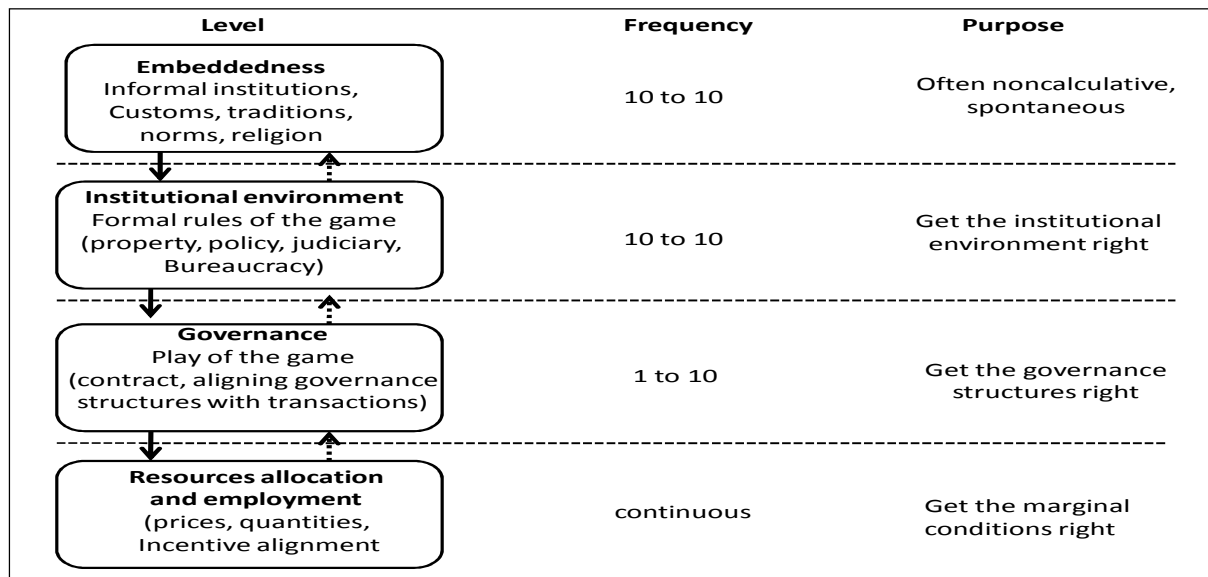 Level Frequency Purpose
Embeddedness
Informal institutions,
Customs, traditions,
norms, religion
10 to 10
Often noncalculative,
spontaneous
Institutional environment
Formal rules of the game
(property, policy, judiciary,
Bureaucracy)
10 to 10
Get the institutional
environment right
Governance
Play of the game
(contract, aligning governance
structures with transactions)
1 to 10
Get the governance
structures right
Resources allocation
and employment
(prices, quantities,
Incentive alignment
continuous
Get the marginal
conditions right